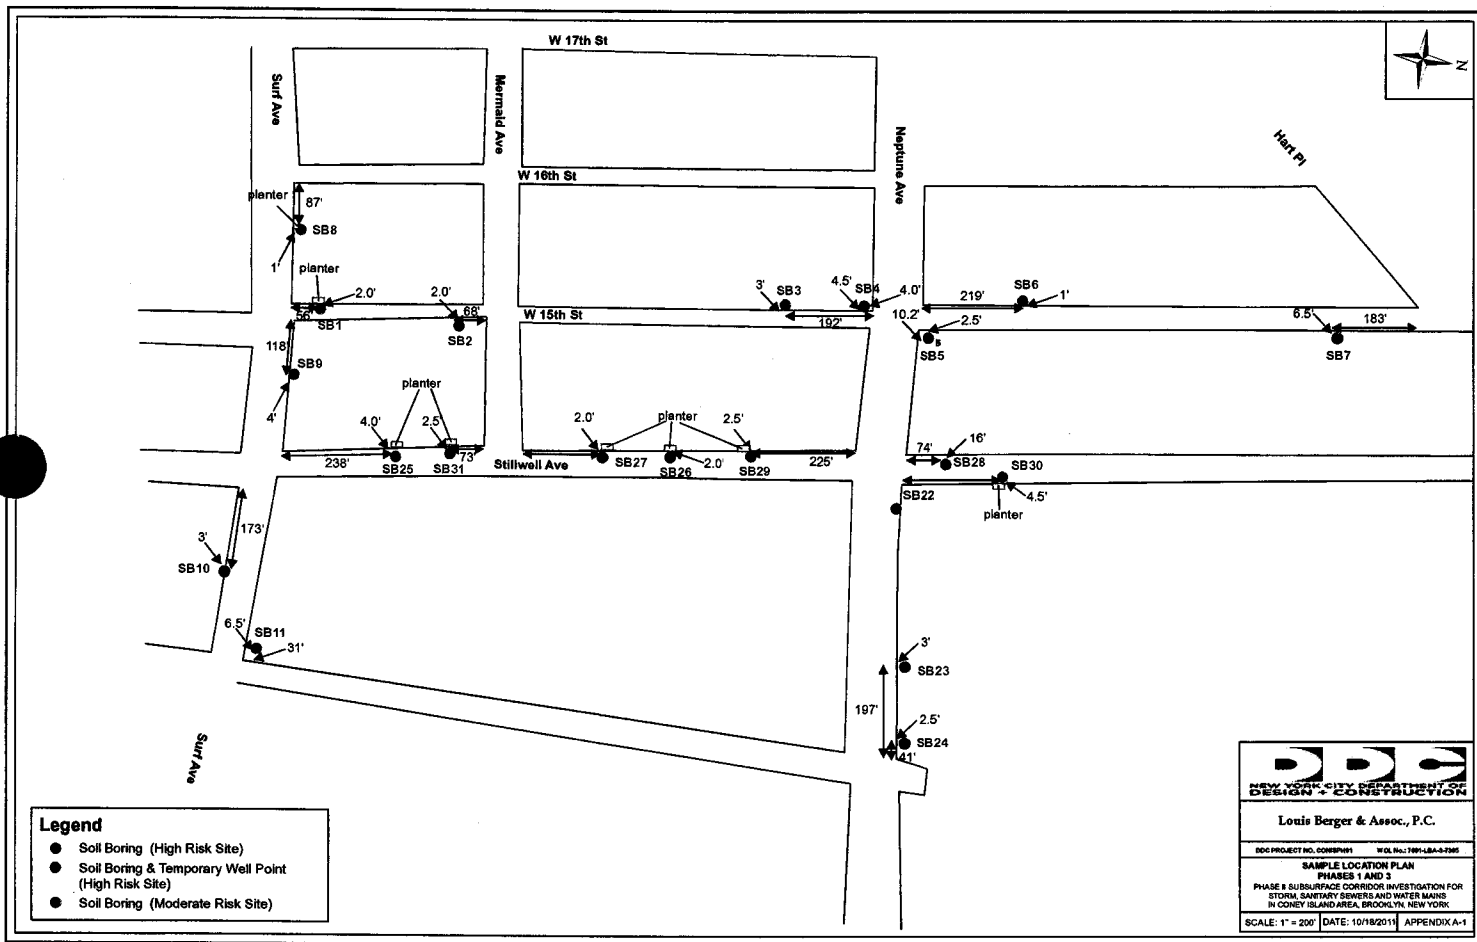 W 17th St
N
Surf Ave
Mermaid Ave
Neptune Ave
Hart Pl
W 16th St
planter
87'
SB8
1'
planter
2.0'
2.0'
68'
56'
SB1
SB2
W 15th St
3'
SB3
4.5'
SB4
4.0'
192'
219'
SB6
1'
10.2'
2.5'
SB5
6.5'
183'
SB7
118'
SB9
4'
planter
4.0'
2.5'
238'
SB25
SB31
73'
Stillwell Ave
2.0'
planter
2.5'
SB27
SB26
2.0'
SB29
225'
74'
16'
SB28
SB30
SB22
4.5'
planter
173'
3'
SB10
6.5'
SB11
31'
3'
SB23
197'
2.5'
SB24
41'
Surf Ave
Legend
Soil Boring (High Risk Site)
Soil Boring & Temporary Well Point
(High Risk Site)
Soil Boring (Moderate Risk Site)
DDC
NEW YORK CITY DEPARTMENT OF
DESIGN + CONSTRUCTION
Louis Berger & Assoc., P.C.
DDC PROJECT NO.
SAMPLE LOCATION PLAN
PHASES 1 AND 3
PHASE II SUBSURFACE CORRIDOR INVESTIGATION FOR
STORM, SANITARY SEWERS AND WATER MAINS
IN CONEY ISLAND AREA, BROOKLYN, NEW YORK
SCALE: 1" = 200'
DATE: 10/18/2011
APPENDIX A-1